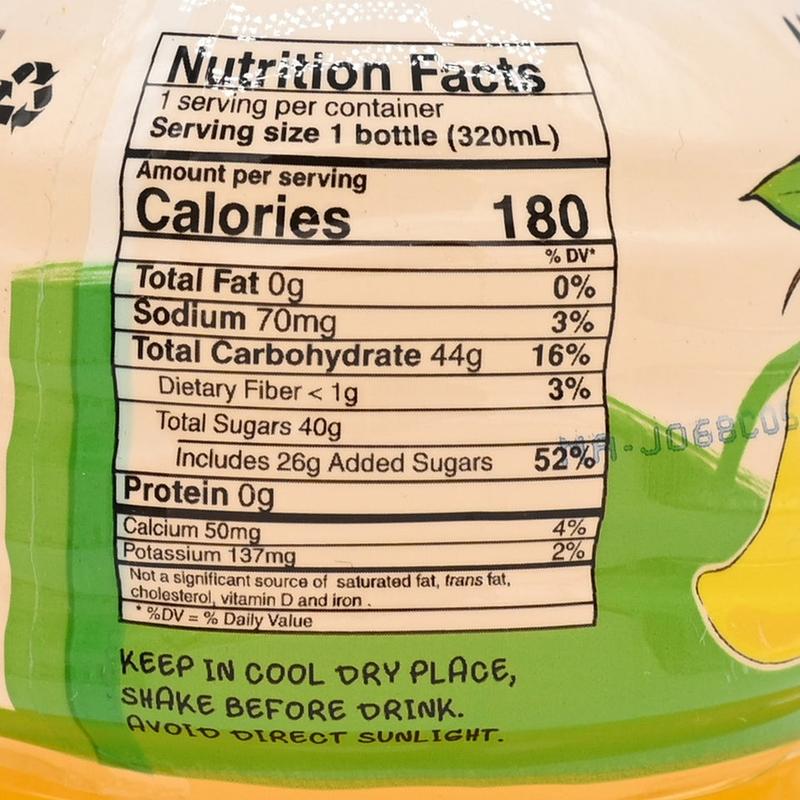 Nutrition Facts
1 serving per container
Serving size 1 bottle (320mL)
Amount per serving
Calories 180
% DV*
Total Fat 0g 0%
Sodium 70mg 3%
Total Carbohydrate 44g 16%
Dietary Fiber < 1g 3%
Total Sugars 40g
Includes 26g Added Sugars 52%
Protein 0g
Calcium 50mg 4%
Potassium 137mg 2%
Not a significant source of saturated fat, trans fat,
cholesterol, vitamin D and iron .
* %DV = % Daily Value
KEEP IN COOL DRY PLACE,
SHAKE BEFORE DRINK.
AVOID DIRECT SUNLIGHT.